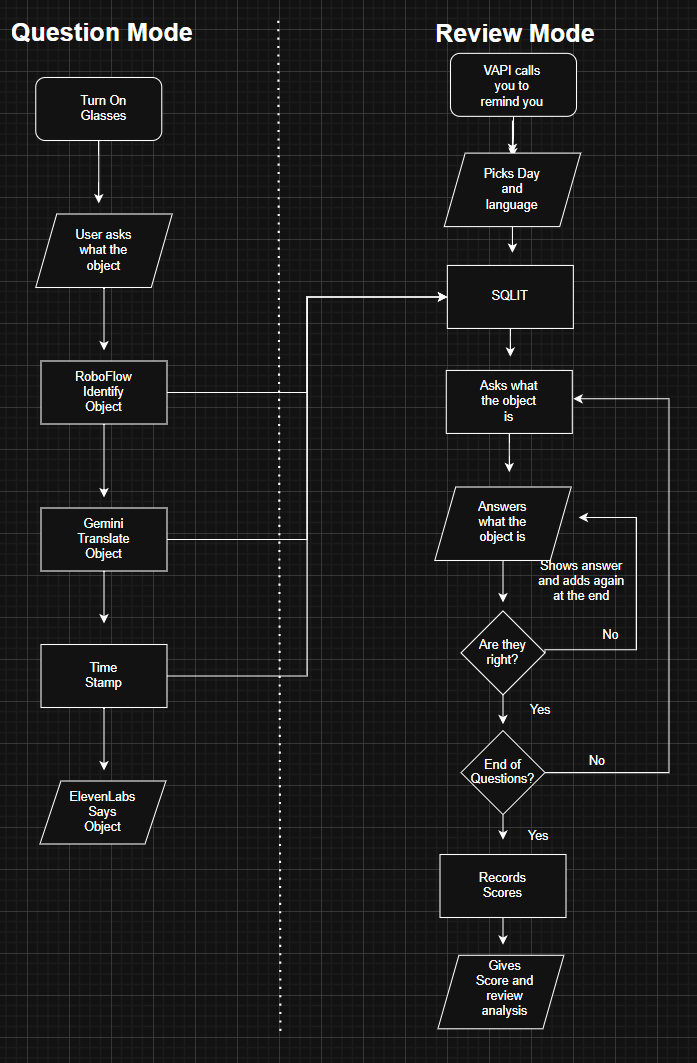 Question Mode
Turn On
Glasses
User asks
what the
object
RoboFlow
Identify
Object
Gemini
Translate
Object
Time
Stamp
ElevenLabs
Says
Object
Review Mode
VAPI calls
you to
remind you
Picks Day
and
language
SQLIT
Asks what
the object
is
Answers
what the
object is
Shows answer
and adds again
at the end
Are they
right?
No
Yes
End of
Questions?
No
Yes
Records
Scores
Gives
Score and
review
analysis